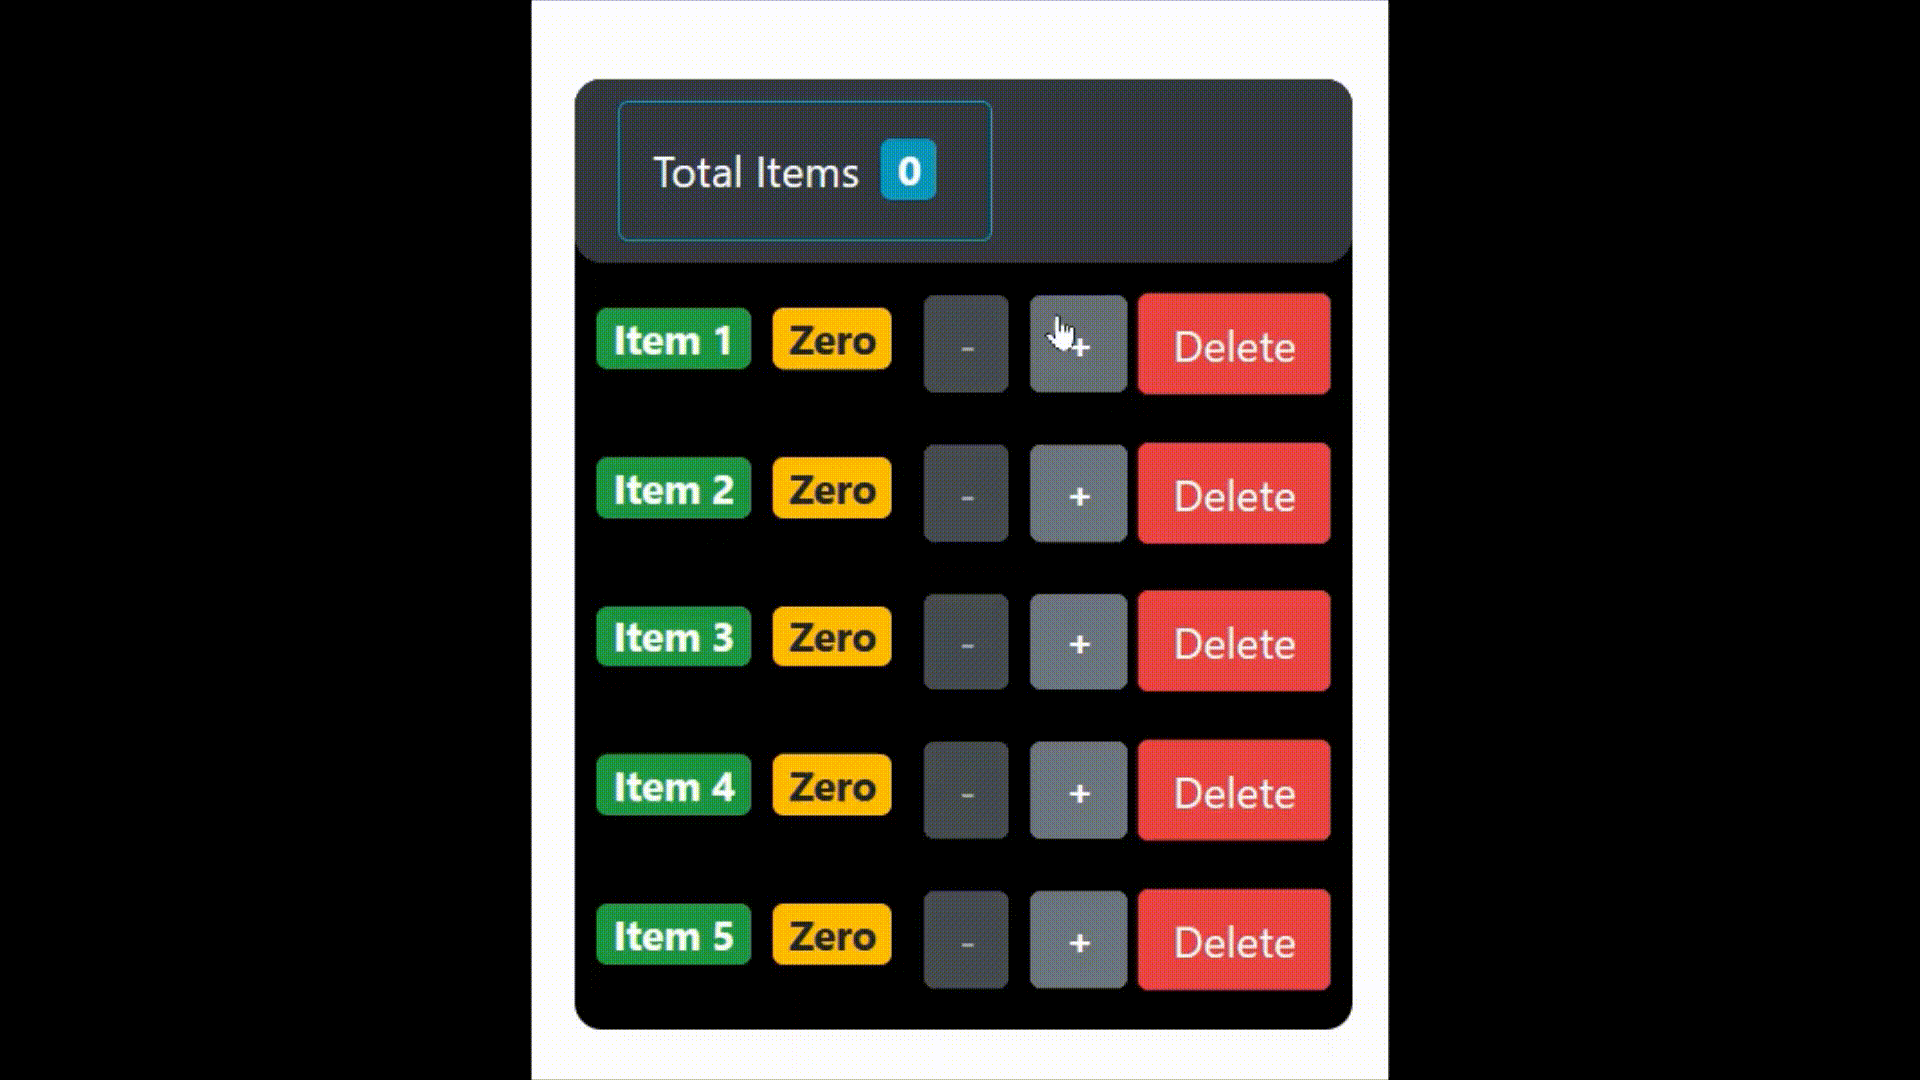 Total Items 0
Item 1 Zero - + Delete
Item 2 Zero - + Delete
Item 3 Zero - + Delete
Item 4 Zero - + Delete
Item 5 Zero - + Delete